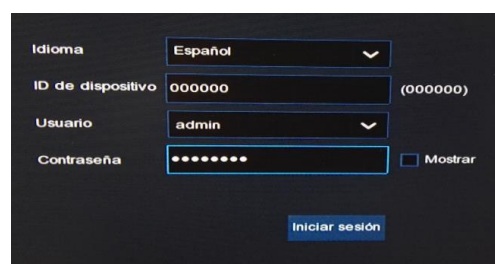 Idioma Español
ID de dispositivo 000000 (000000)
Usuario admin
Contraseña •••••••• Mostrar
Iniciar sesión